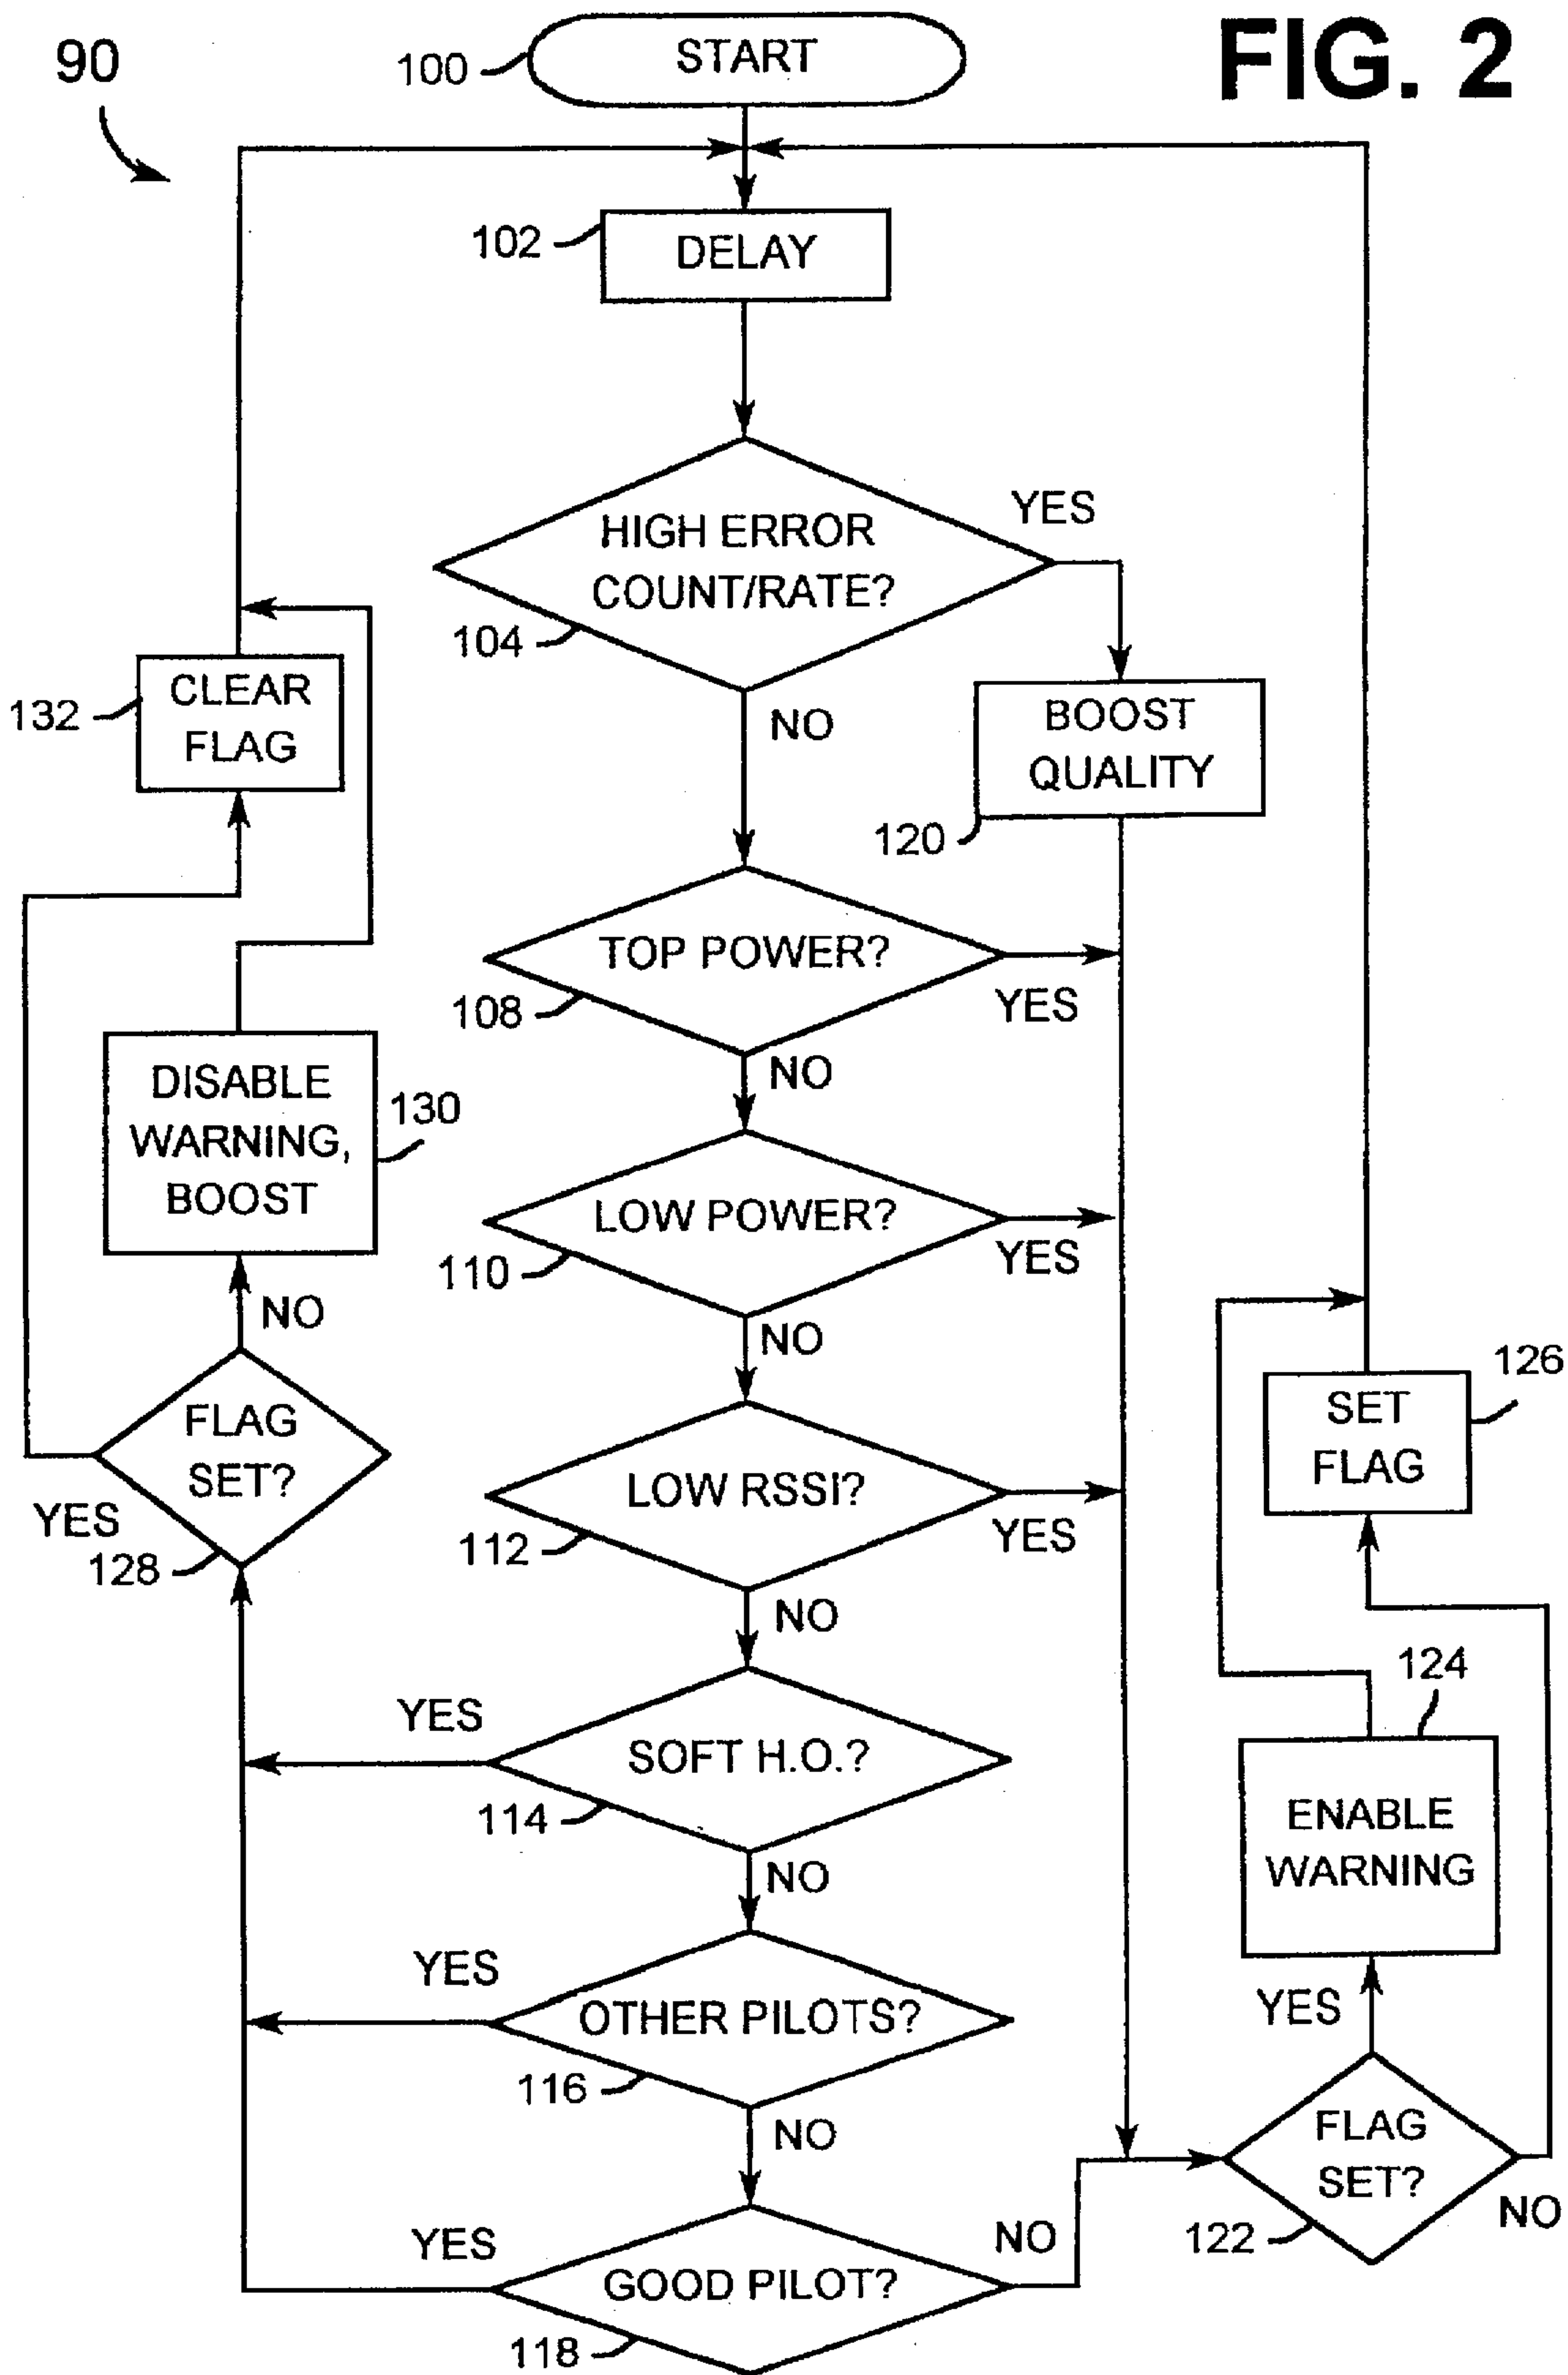 FIG. 2
90
100
START
102
DELAY
HIGH ERROR
COUNT/RATE?
104
YES
NO
132
CLEAR
FLAG
BOOST
QUALITY
120
TOP POWER?
108
YES
NO
DISABLE
WARNING,
BOOST
130
LOW POWER?
110
YES
NO
NO
FLAG
SET?
YES
128
LOW RSSI?
112
YES
NO
SET
FLAG
126
YES
SOFT H.O.?
114
NO
124
ENABLE
WARNING
YES
OTHER PILOTS?
116
NO
YES
FLAG
SET?
122
NO
YES
GOOD PILOT?
NO
118